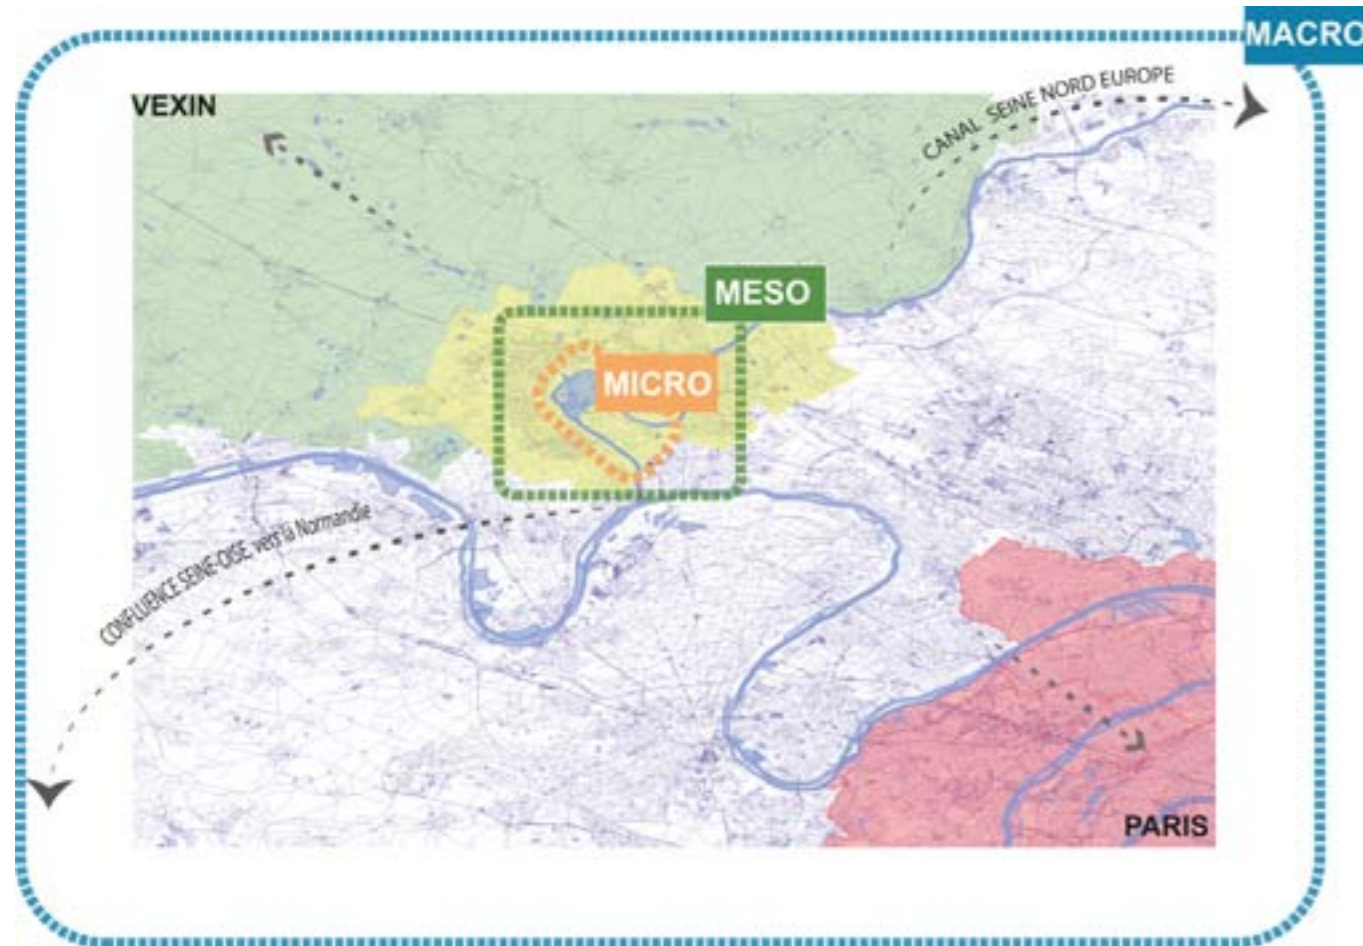 MACRO
VEXIN
CANAL SEINE NORD EUROPE
MESO
MICRO
CONFLUENCE SEINE-OISE, vers la Normandie
PARIS